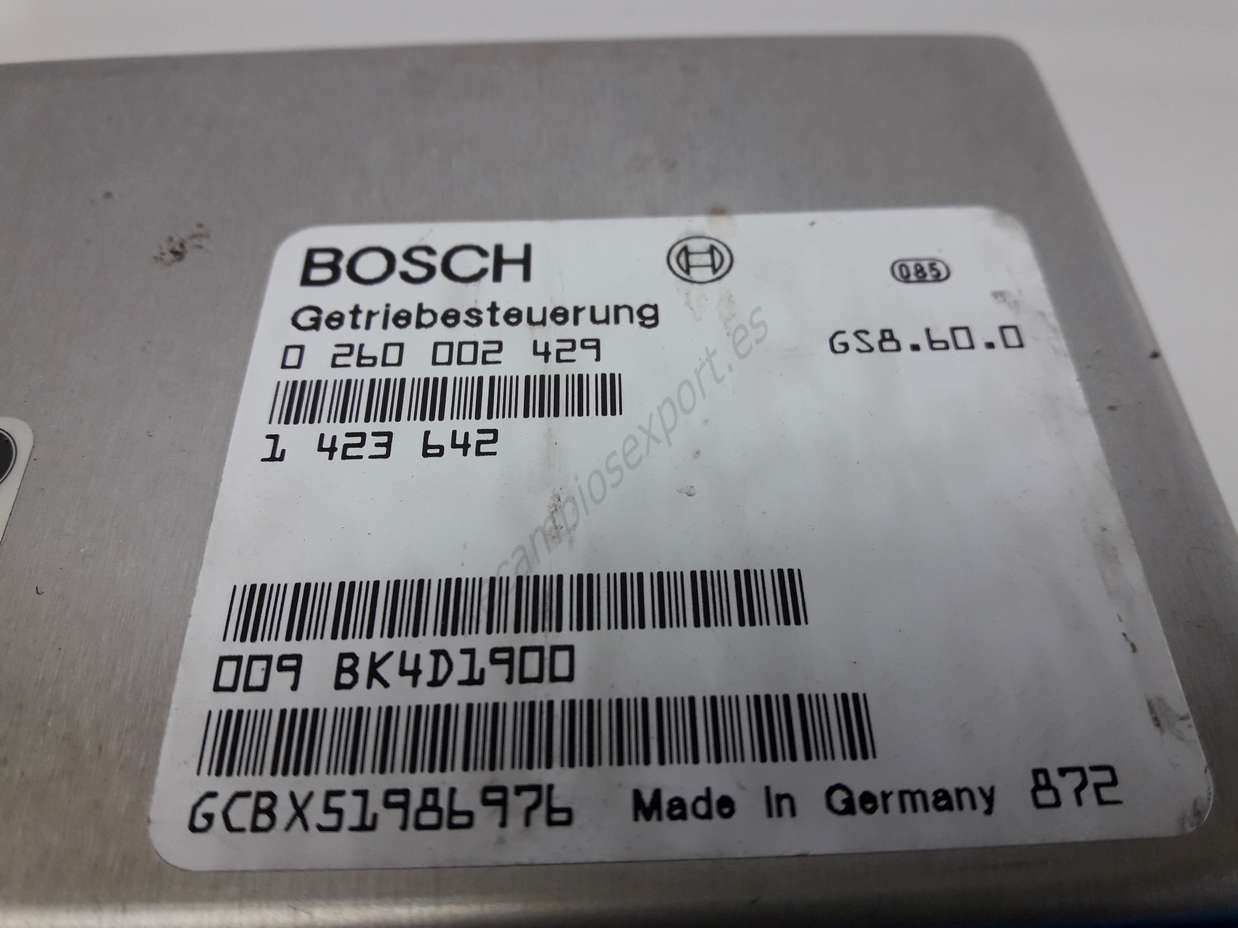 BOSCH
085
Getriebesteuerung
0 260 002 429
GS8.60.0
1 423 642
009 BK4D1900
GCBX51986976 Made In Germany 872
cambiosexport.es